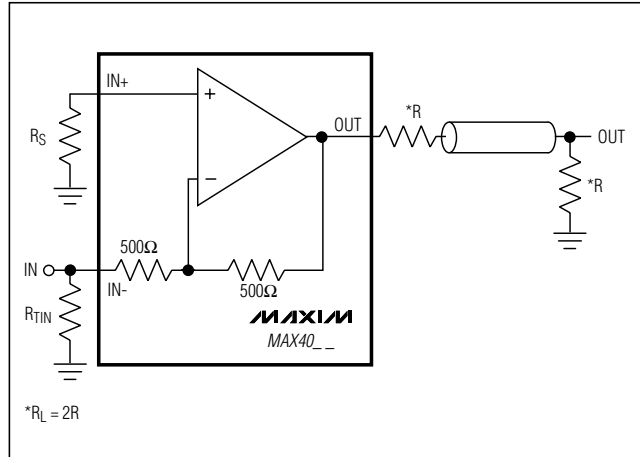 IN+
RS
OUT
*R
OUT
*R
500Ω
IN
IN-
500Ω
RTIN
MAXIM
MAX40_ _
*RL = 2R